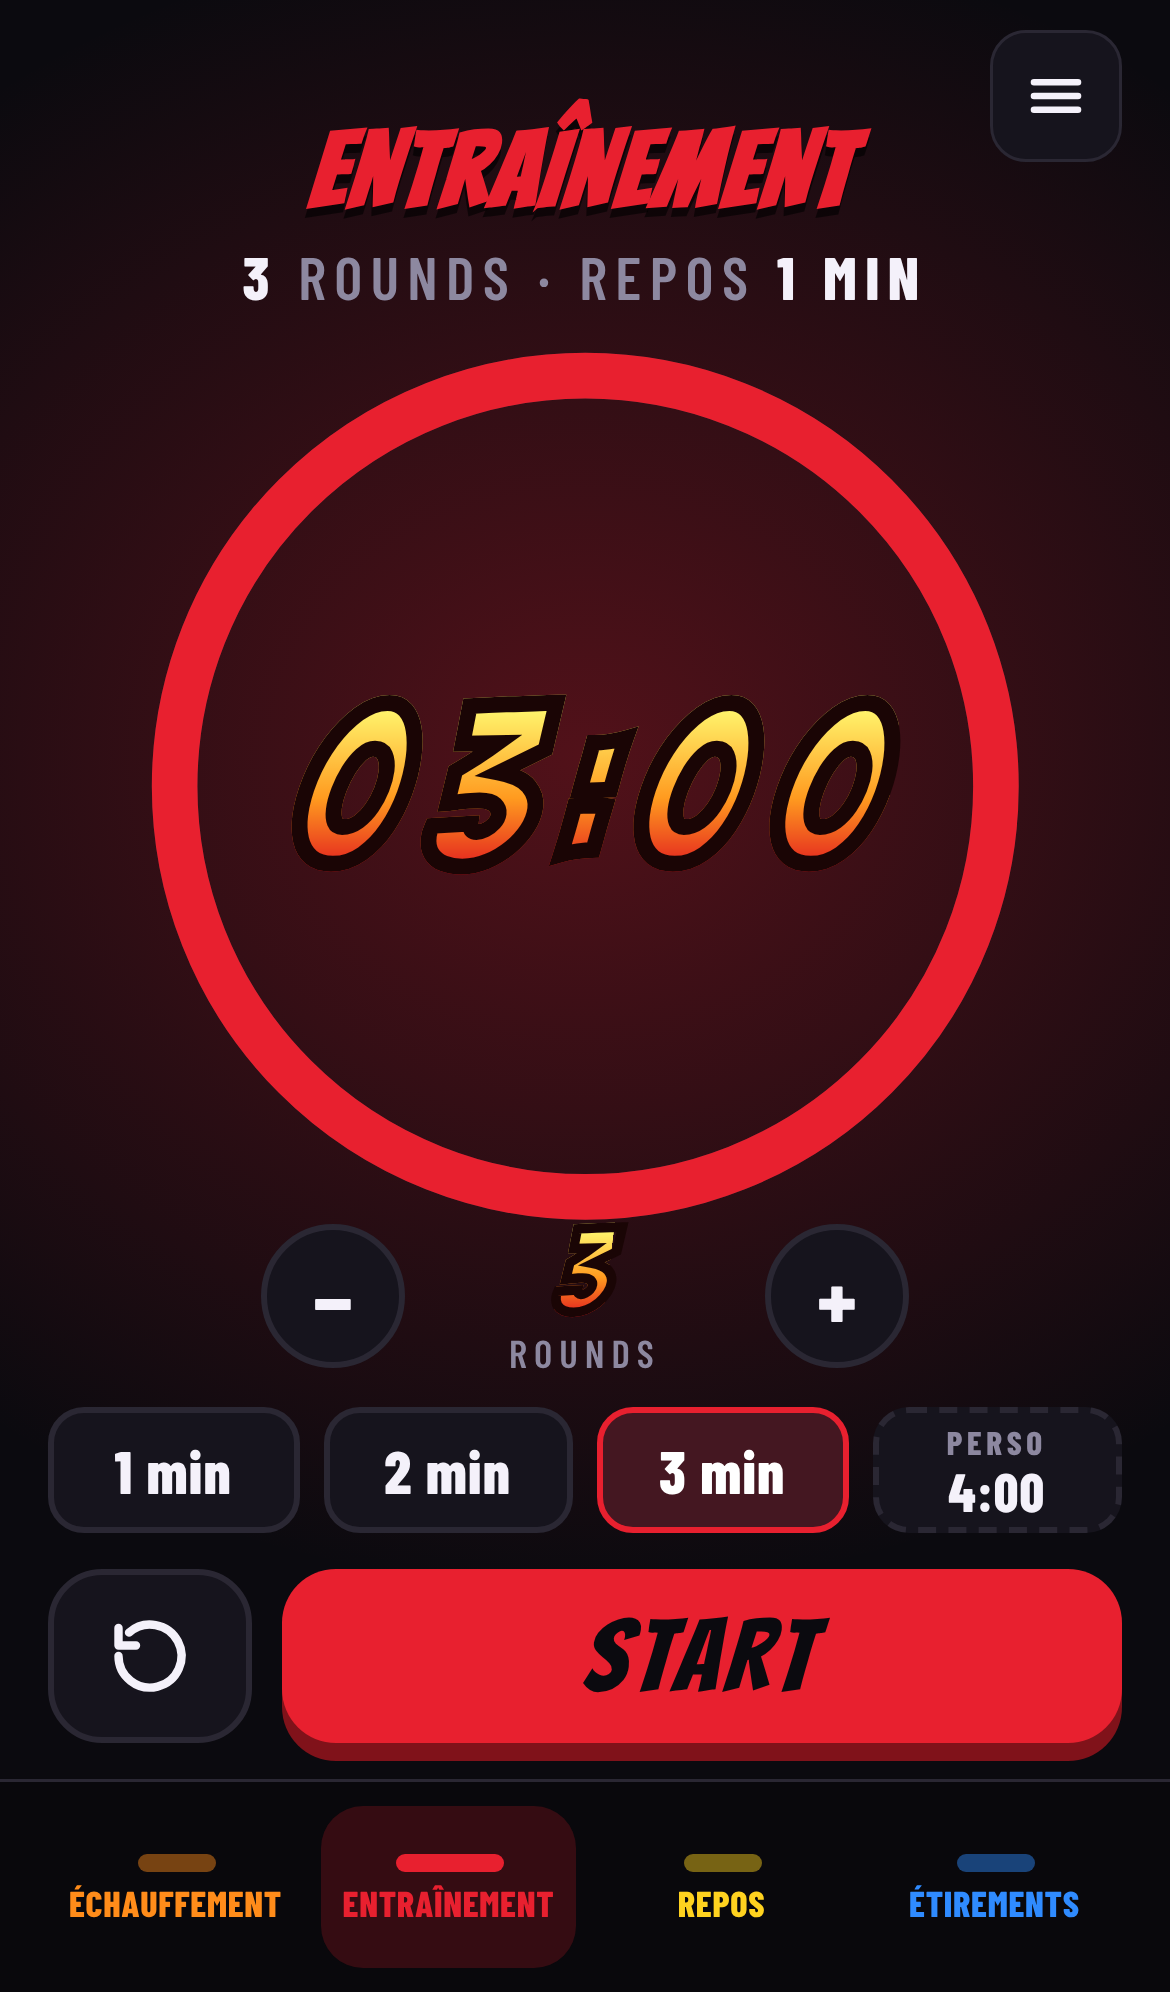 ENTRAÎNEMENT
3 ROUNDS · REPOS 1 MIN
03:00
3
ROUNDS
1 min
2 min
3 min
PERSO
4:00
START
ÉCHAUFFEMENT
ENTRAÎNEMENT
REPOS
ÉTIREMENTS